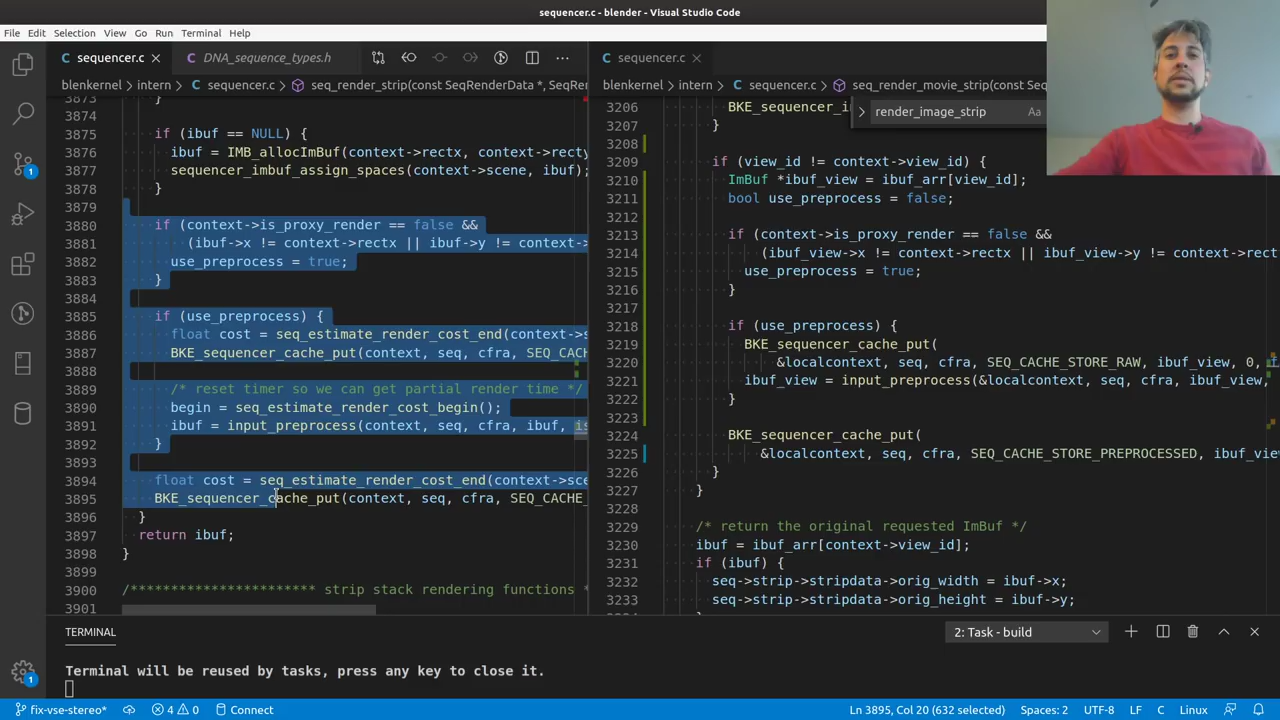 sequencer.c - blender - Visual Studio Code
File Edit Selection View Go Run Terminal Help
sequencer.c DNA_sequence_types.h
blenkernel > intern > sequencer.c > seq_render_strip(const SeqRenderData *, SeqRe
3873 }
3874
3875 if (ibuf == NULL) {
3876 ibuf = IMB_allocImBuf(context->rectx, context->recty
3877 sequencer_imbuf_assign_spaces(context->scene, ibuf);
3878 }
3879
3880 if (context->is_proxy_render == false &&
3881 (ibuf->x != context->rectx || ibuf->y != context->
3882 use_preprocess = true;
3883 }
3884
3885 if (use_preprocess) {
3886 float cost = seq_estimate_render_cost_end(context->s
3887 BKE_sequencer_cache_put(context, seq, cfra, SEQ_CACH
3888
3889 /* reset timer so we can get partial render time */
3890 begin = seq_estimate_render_cost_begin();
3891 ibuf = input_preprocess(context, seq, cfra, ibuf, is
3892 }
3893
3894 float cost = seq_estimate_render_cost_end(context->sce
3895 BKE_sequencer_cache_put(context, seq, cfra, SEQ_CACHE_
3896 }
3897 return ibuf;
3898 }
3899
3900 /*********************** strip stack rendering functions *
3901
sequencer.c
blenkernel > intern > sequencer.c > seq_render_movie_strip(const Seq
render_image_strip Aa
3206 BKE_sequencer_i
3207 }
3208
3209 if (view_id != context->view_id) {
3210 ImBuf *ibuf_view = ibuf_arr[view_id];
3211 bool use_preprocess = false;
3212
3213 if (context->is_proxy_render == false &&
3214 (ibuf_view->x != context->rectx || ibuf_view->y != context->rect
3215 use_preprocess = true;
3216 }
3217
3218 if (use_preprocess) {
3219 BKE_sequencer_cache_put(
3220 &localcontext, seq, cfra, SEQ_CACHE_STORE_RAW, ibuf_view, 0, f
3221 ibuf_view = input_preprocess(&localcontext, seq, cfra, ibuf_view,
3222 }
3223
3224 BKE_sequencer_cache_put(
3225 &localcontext, seq, cfra, SEQ_CACHE_STORE_PREPROCESSED, ibuf_vie
3226 }
3227 }
3228
3229 /* return the original requested ImBuf */
3230 ibuf = ibuf_arr[context->view_id];
3231 if (ibuf) {
3232 seq->strip->stripdata->orig_width = ibuf->x;
3233 seq->strip->stripdata->orig_height = ibuf->y;
TERMINAL
2: Task - build
Terminal will be reused by tasks, press any key to close it.
fix-vse-stereo* 4 0 Connect
Ln 3895, Col 20 (632 selected) Spaces: 2 UTF-8 LF C Linux